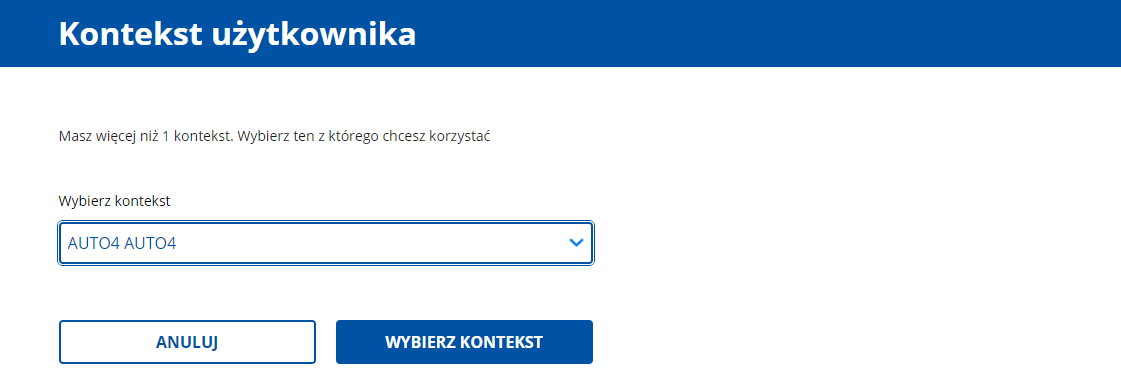 Kontekst użytkownika
Masz więcej niż 1 kontekst. Wybierz ten z którego chcesz korzystać
Wybierz kontekst
AUTO4 AUTO4
ANULUJ
WYBIERZ KONTEKST